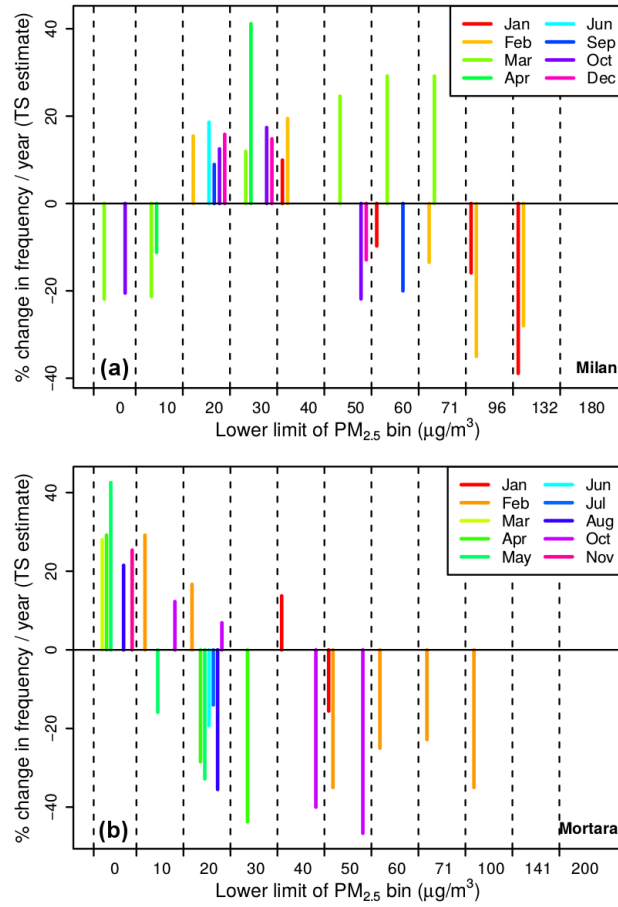 % change in frequency / year (TS estimate)
40
20
0
−20
−40
Jan Jun
Feb Sep
Mar Oct
Apr Dec
(a)
Milan
0 10 20 30 40 50 60 71 96 132 180
Lower limit of PM2.5 bin (μg/m³)
% change in frequency / year (TS estimate)
40
20
0
−20
−40
Jan Jun
Feb Jul
Mar Aug
Apr Oct
May Nov
(b)
Mortara
0 10 20 30 40 50 60 71 100 141 200
Lower limit of PM2.5 bin (μg/m³)